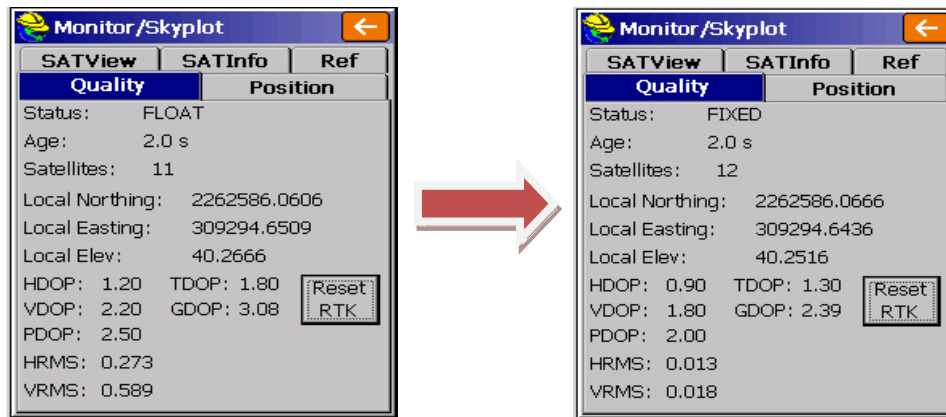 Monitor/Skyplot
SATView SATInfo Ref
Quality Position
Status: FLOAT
Age: 2.0 s
Satellites: 11
Local Northing: 2262586.0606
Local Easting: 309294.6509
Local Elev: 40.2666
HDOP: 1.20 TDOP: 1.80 Reset
VDOP: 2.20 GDOP: 3.08 RTK
PDOP: 2.50
HRMS: 0.273
VRMS: 0.589
Monitor/Skyplot
SATView SATInfo Ref
Quality Position
Status: FIXED
Age: 2.0 s
Satellites: 12
Local Northing: 2262586.0666
Local Easting: 309294.6436
Local Elev: 40.2516
HDOP: 0.90 TDOP: 1.30 Reset
VDOP: 1.80 GDOP: 2.39 RTK
PDOP: 2.00
HRMS: 0.013
VRMS: 0.018